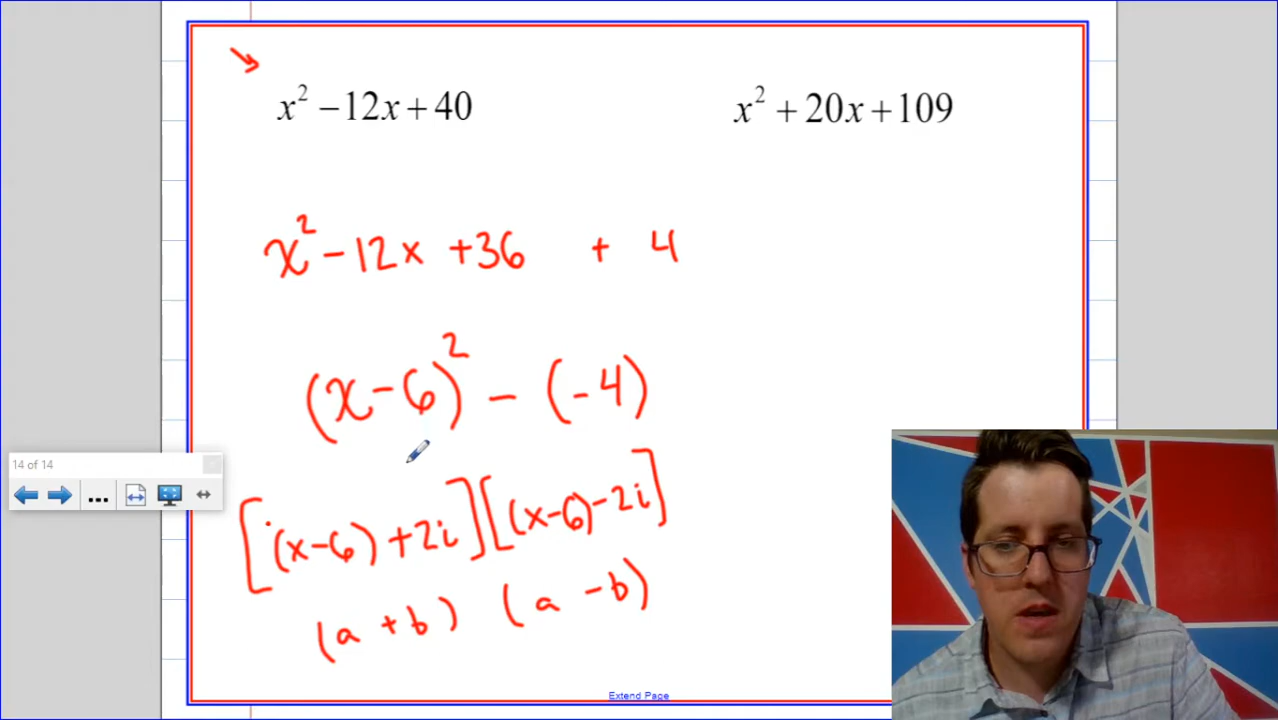 x² − 12x + 40
x² + 20x + 109
x² − 12x + 36 + 4
(x − 6)² − (−4)
14 of 14
[(x − 6) + 2i][(x − 6) − 2i]
(a + b) (a − b)
Extend Page